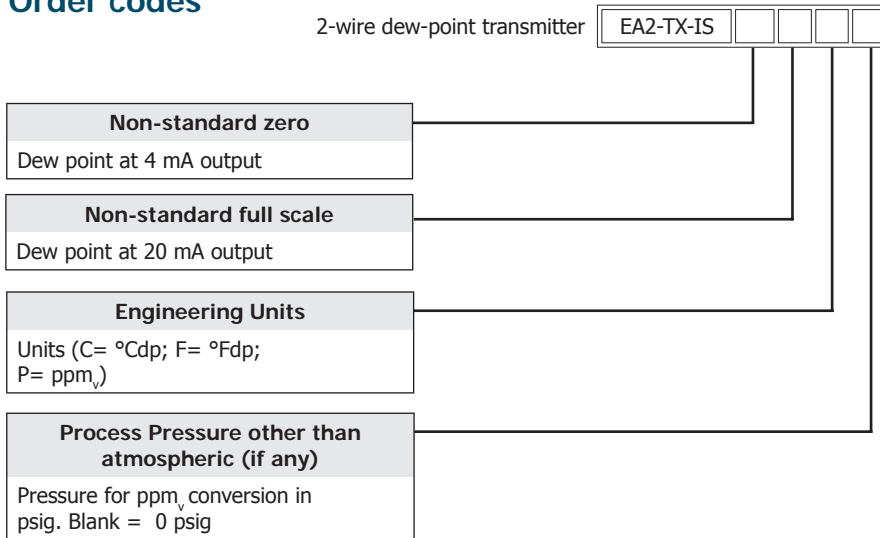 Order codes
2-wire dew-point transmitter EA2-TX-IS
Non-standard zero
Dew point at 4 mA output
Non-standard full scale
Dew point at 20 mA output
Engineering Units
Units (C= °Cdp; F= °Fdp;
P= ppmv)
Process Pressure other than
atmospheric (if any)
Pressure for ppmv conversion in
psig. Blank = 0 psig